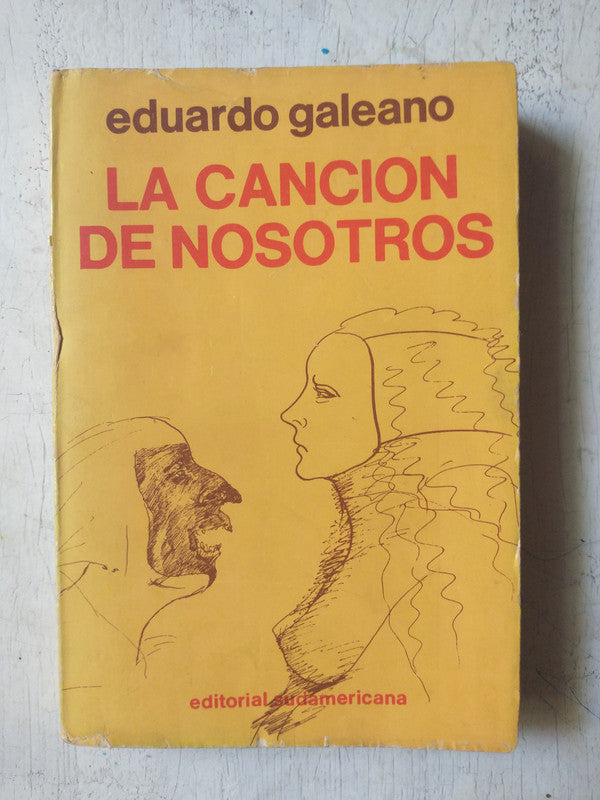 eduardo galeano
LA CANCION
DE NOSOTROS
editorial sudamericana